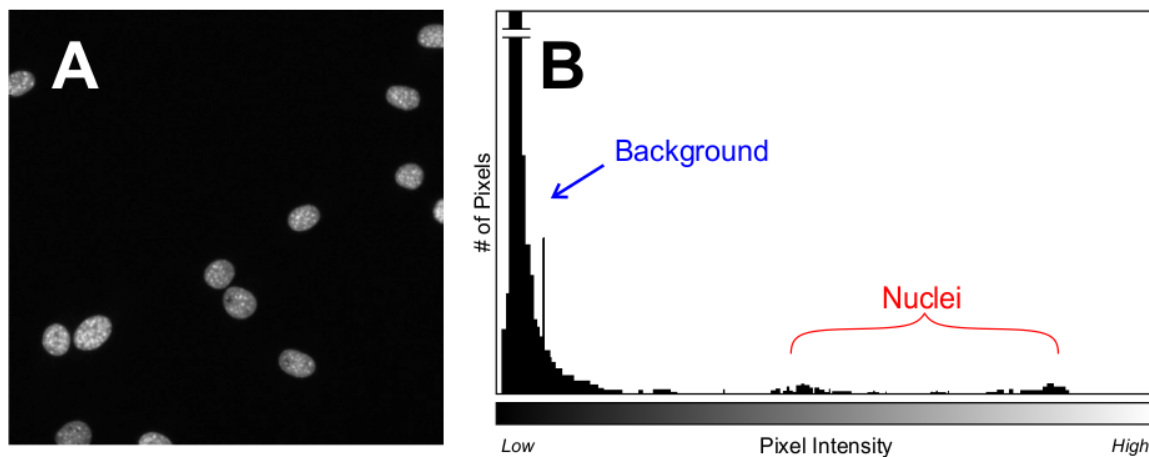 A
B
Background
# of Pixels
Nuclei
Low
Pixel Intensity
High